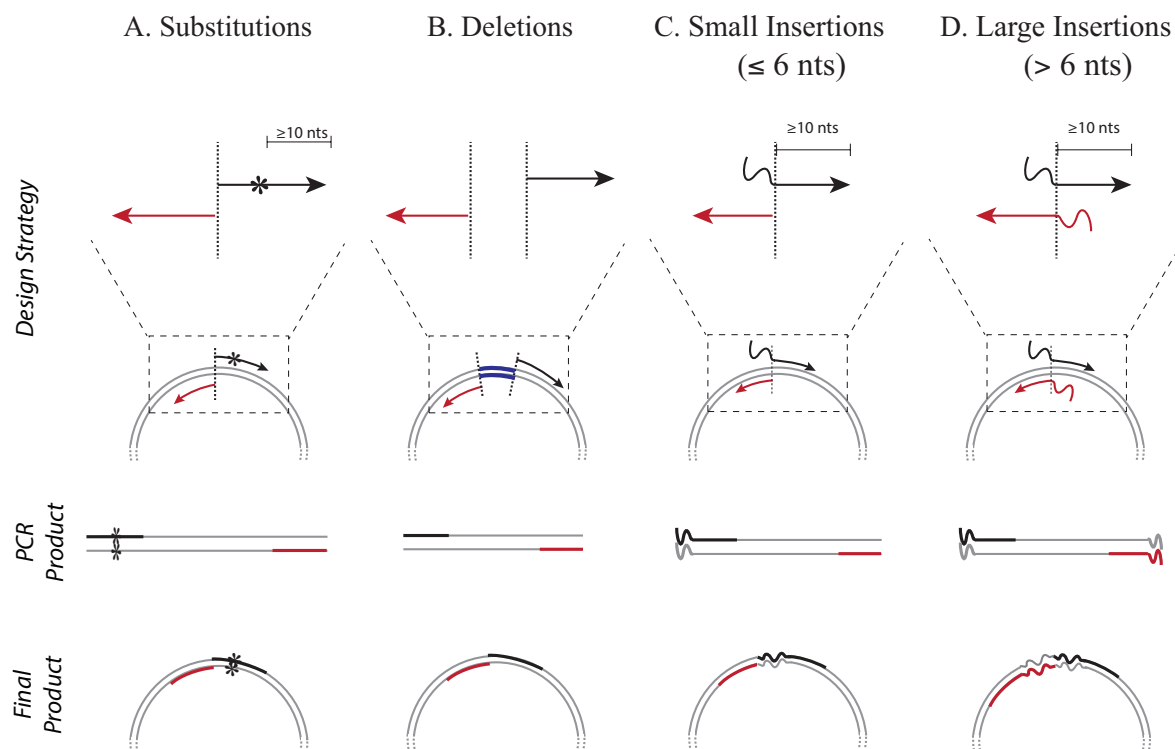 A. Substitutions
B. Deletions
C. Small Insertions
(≤ 6 nts)
D. Large Insertions
(> 6 nts)
Design Strategy
≥10 nts
≥10 nts
≥10 nts
PCR
Product
Final
Product